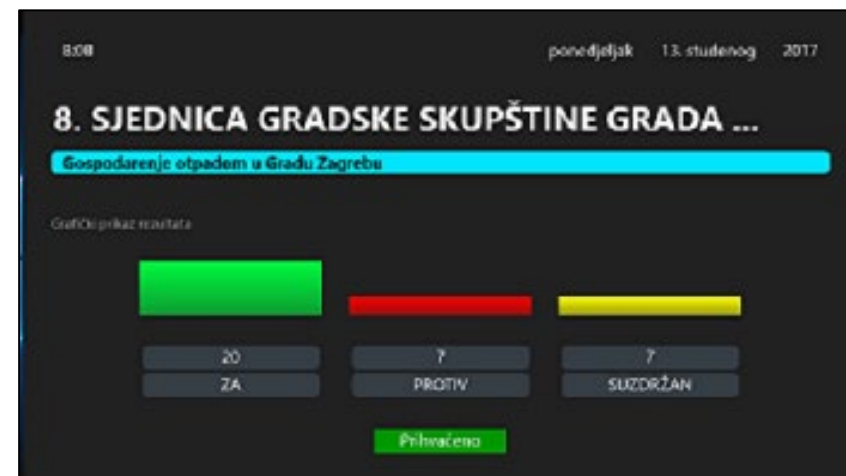 8:08 ponedjeljak 13. studenog 2017
8. SJEDNICA GRADSKE SKUPŠTINE GRADA ...
Gospodarenje otpadom u Gradu Zagrebu
Grafički prikaz rezultata
20 7 7
ZA PROTIV SUZDRŽAN
Prihvaćeno